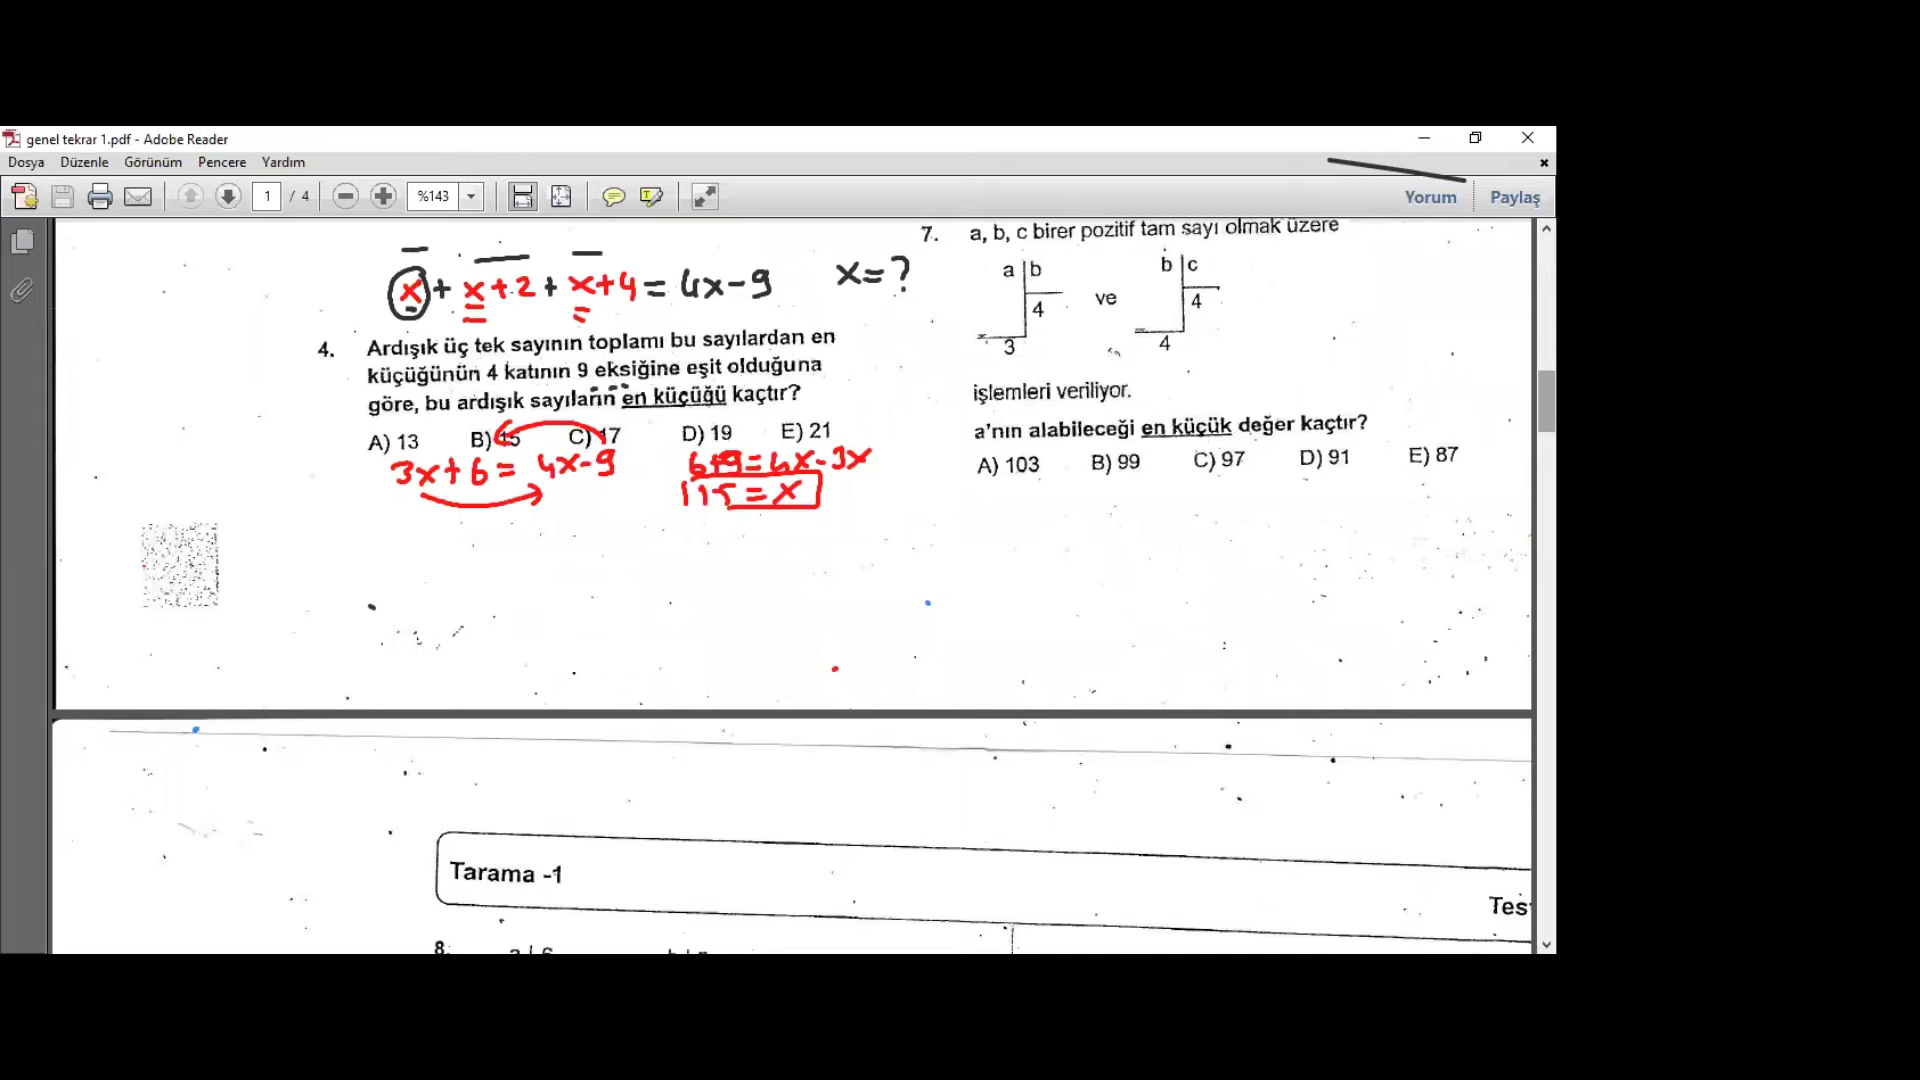 genel tekrar 1.pdf - Adobe Reader
Dosya Düzenle Görünüm Pencere Yardım
1 / 4 %143 Yorum Paylaş
x + x+2 + x+4 = 4x-9 x=?
4. Ardışık üç tek sayının toplamı bu sayılardan en
küçüğünün 4 katının 9 eksiğine eşit olduğuna
göre, bu ardışık sayıların en küçüğü kaçtır?
A) 13 B) 15 C) 17 D) 19 E) 21
3x+6 = 4x-9
6+9=4x-3x
15 = x
7. a, b, c birer pozitif tam sayı olmak üzere
a b
4
3
ve
b c
4
4
işlemleri veriliyor.
a'nın alabileceği en küçük değer kaçtır?
A) 103 B) 99 C) 97 D) 91 E) 87
Tarama -1
Tes
8.